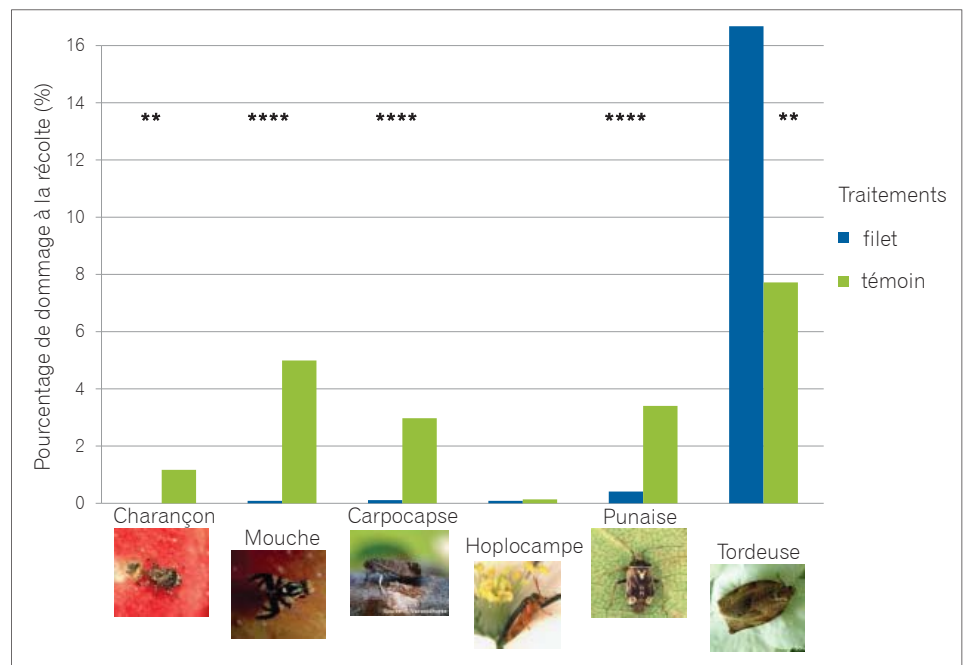 Pourcentage de dommage à la récolte (%)
16
14
12
10
8
6
4
2
0
**
****
****
****
**
Traitements
filet
témoin
Charançon
Mouche
Carpocapse
Hoplocampe
Punaise
Tordeuse